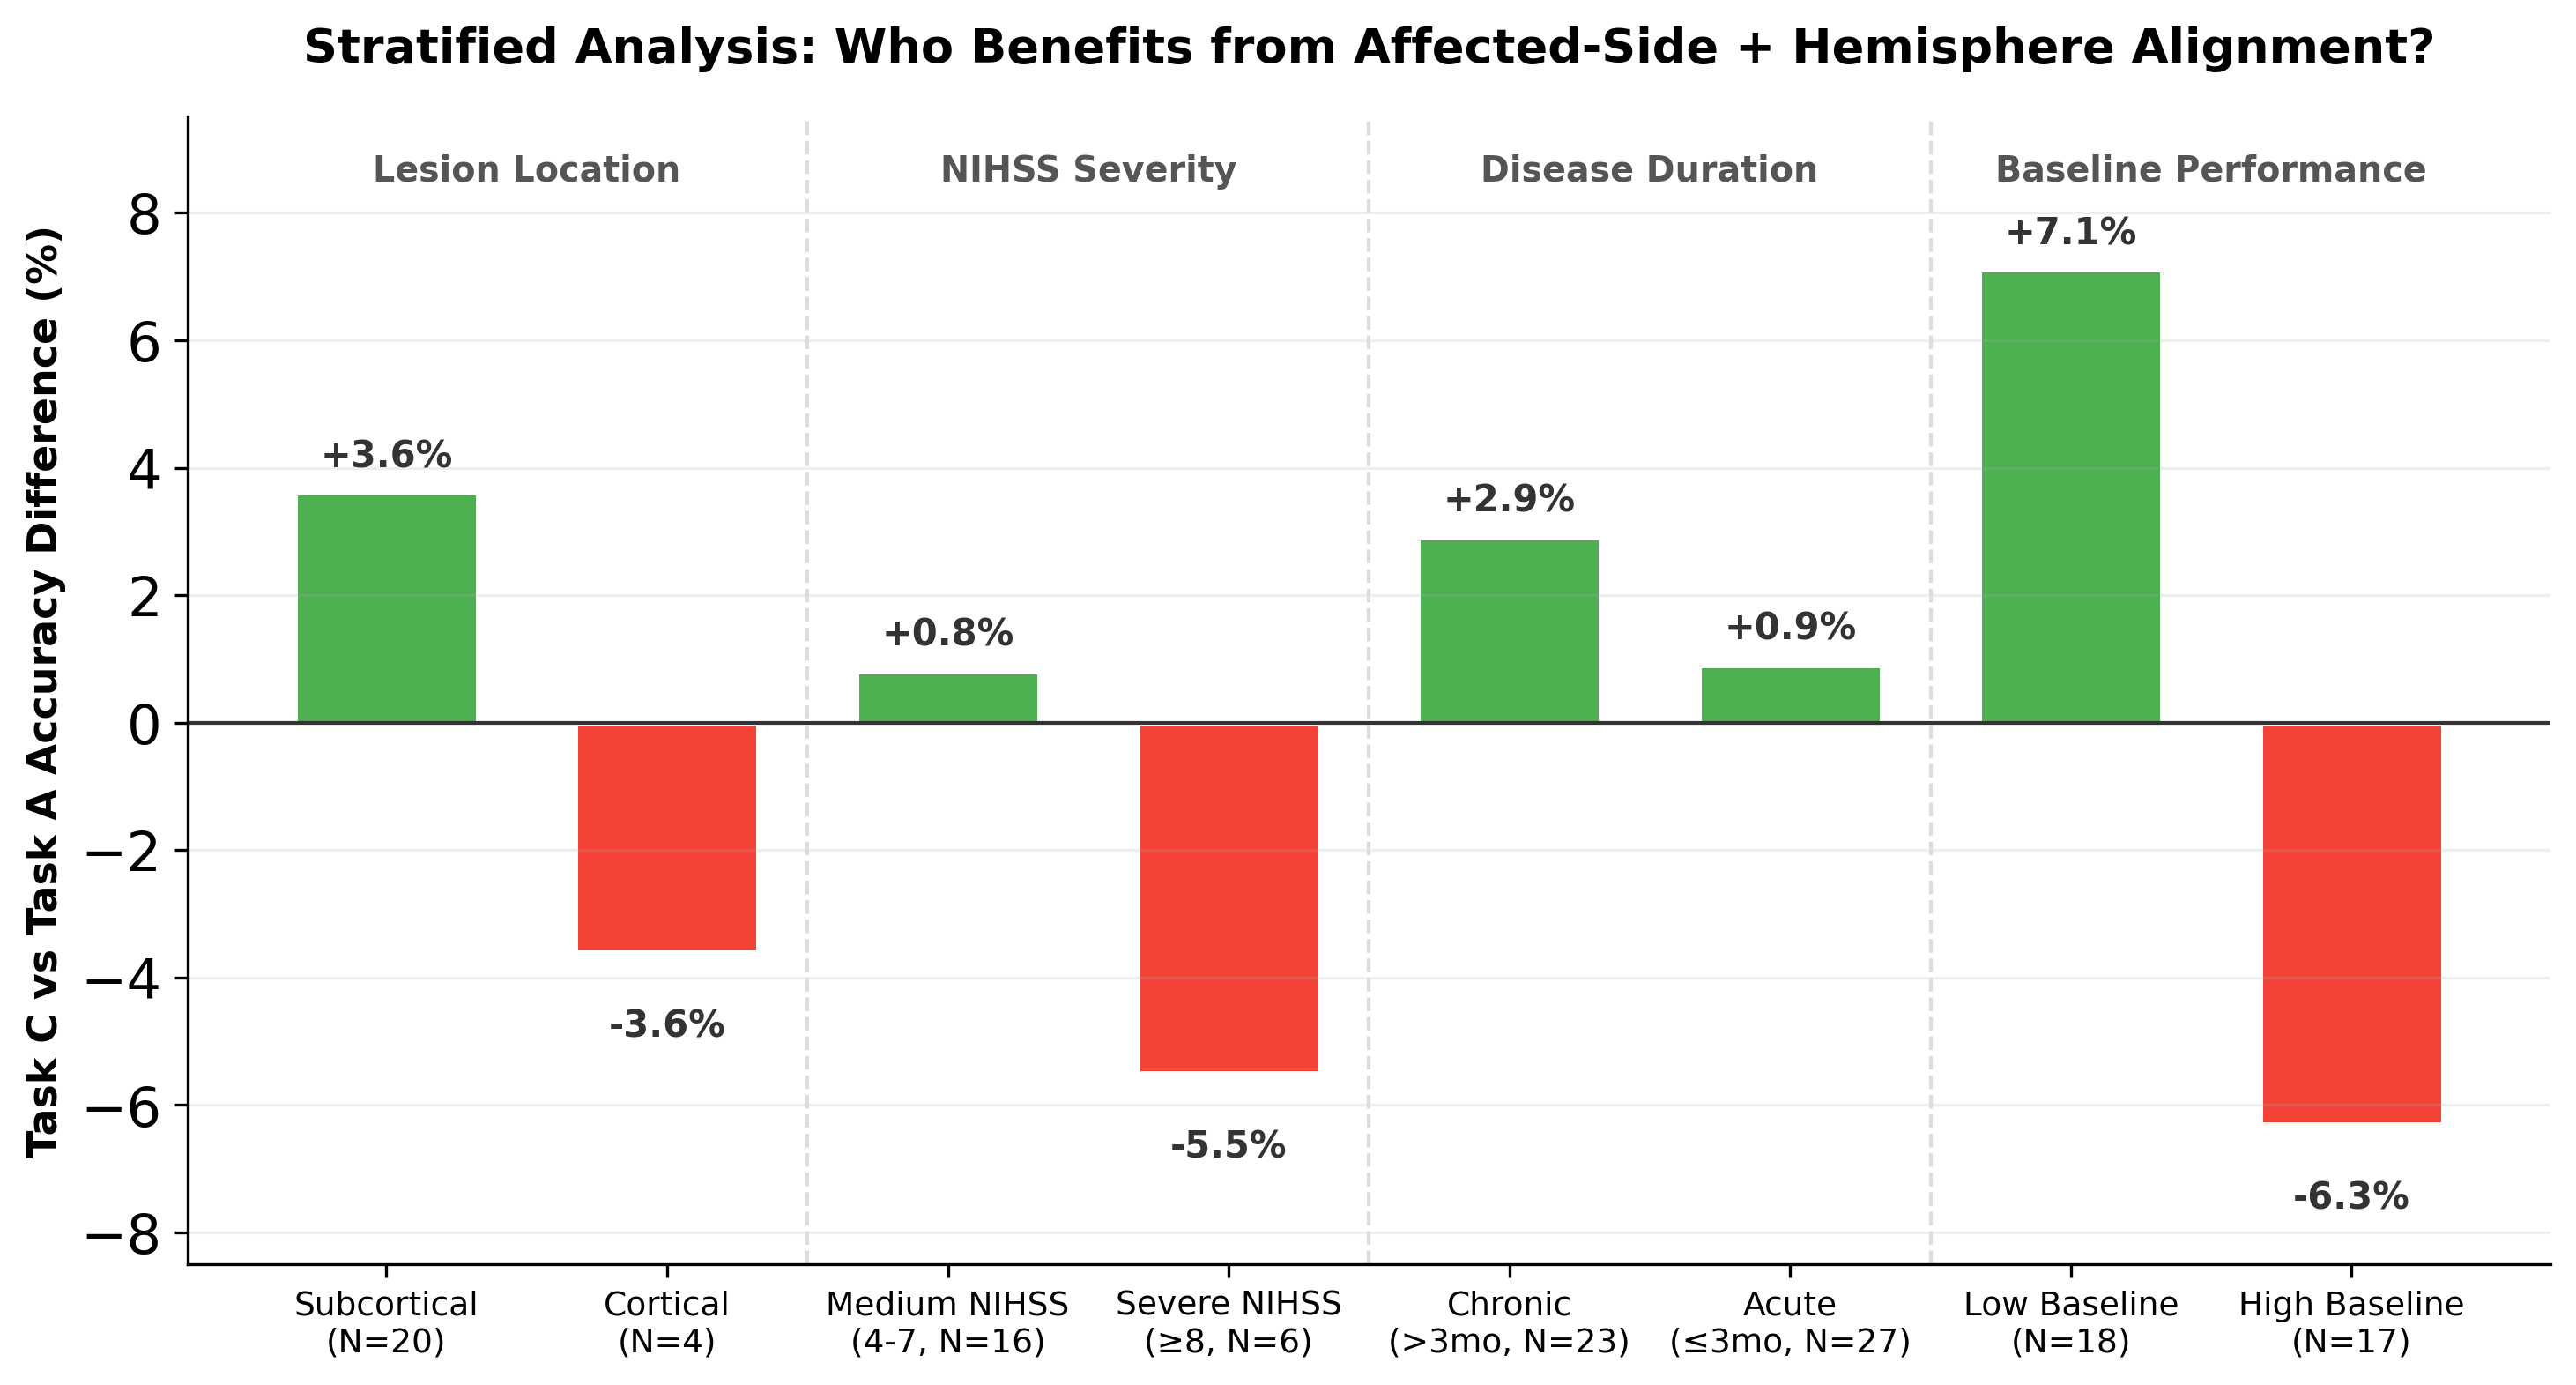 Stratified Analysis: Who Benefits from Affected-Side + Hemisphere Alignment?
Lesion Location
NIHSS Severity
Disease Duration
Baseline Performance
Task C vs Task A Accuracy Difference (%)
8
6
4
2
0
−2
−4
−6
−8
+3.6%
-3.6%
+0.8%
-5.5%
+2.9%
+0.9%
+7.1%
-6.3%
Subcortical
(N=20)
Cortical
(N=4)
Medium NIHSS
(4-7, N=16)
Severe NIHSS
(≥8, N=6)
Chronic
(>3mo, N=23)
Acute
(≤3mo, N=27)
Low Baseline
(N=18)
High Baseline
(N=17)